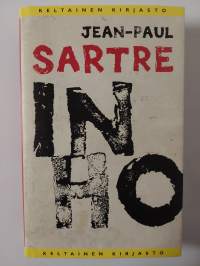 KELTAINEN KIRJASTO
JEAN-PAUL
SARTRE
IN
HO
KELTAINEN KIRJASTO